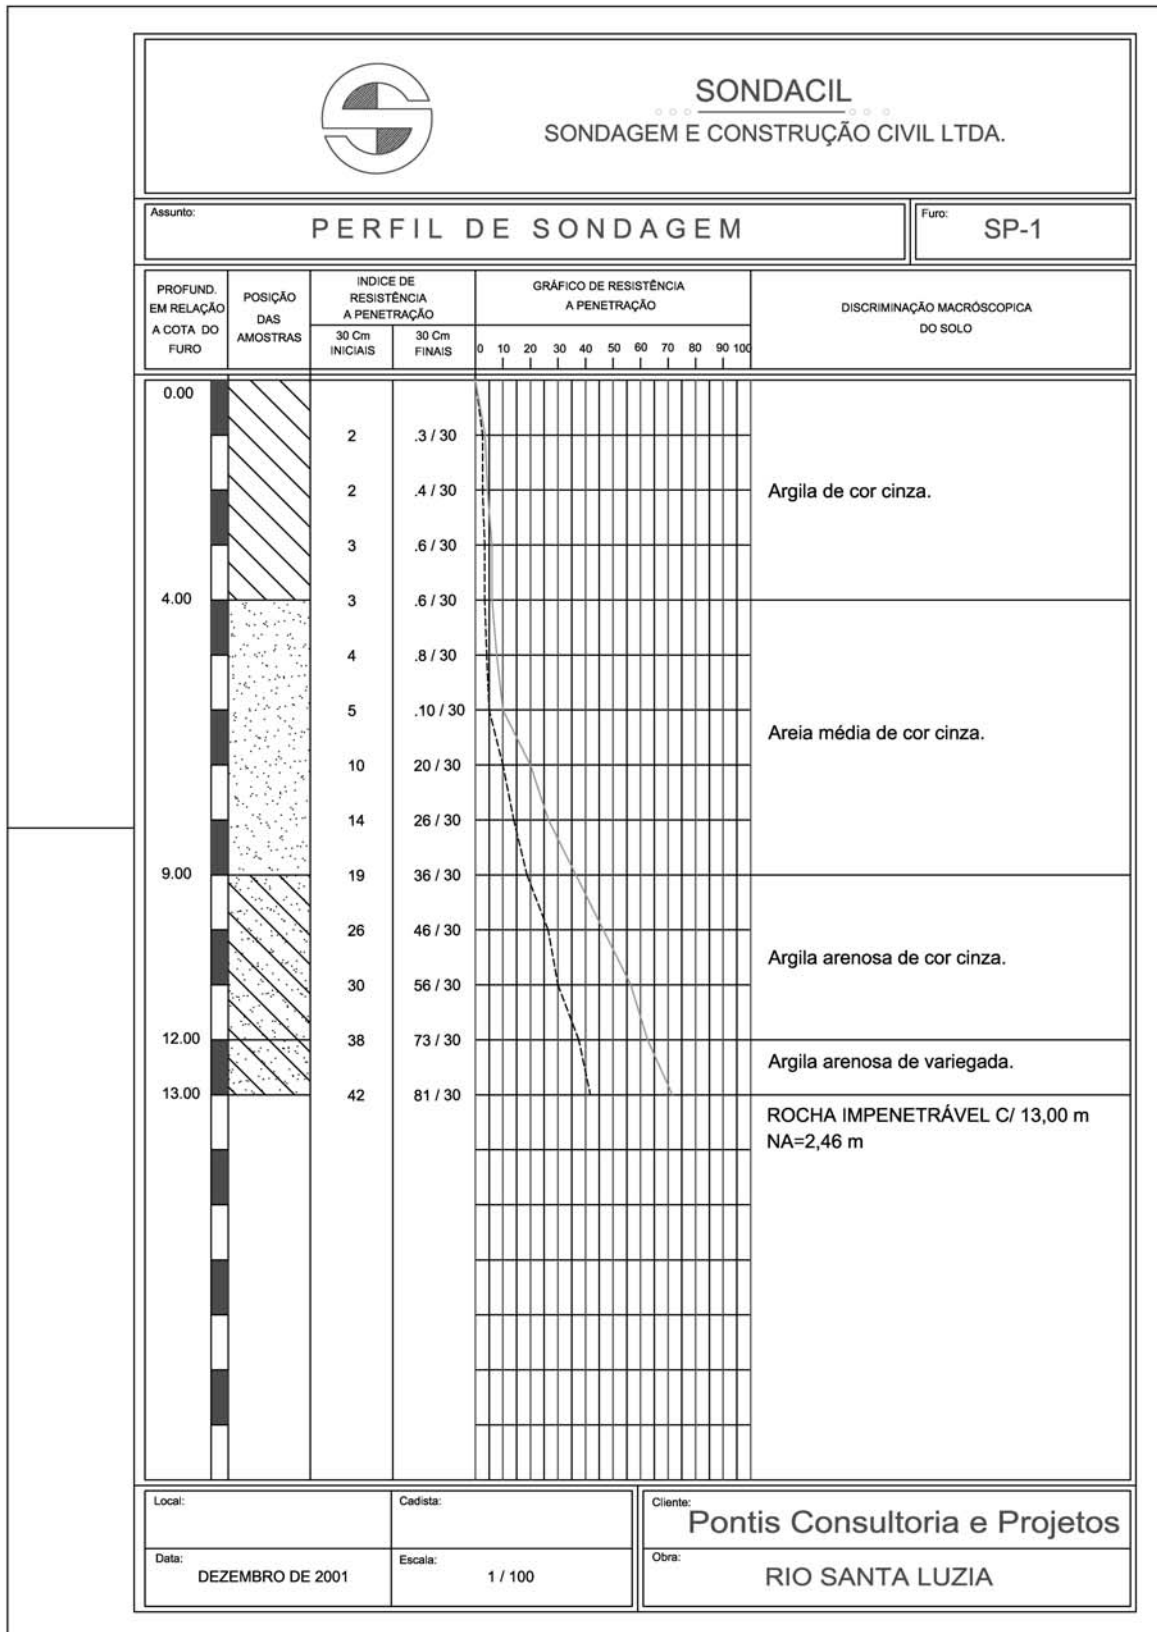 SONDACIL
SONDAGEM E CONSTRUÇÃO CIVIL LTDA.
Assunto:
PERFIL DE SONDAGEM
Furo:
SP-1
PROFUND.
EM RELAÇÃO
A COTA DO
FURO
POSIÇÃO
DAS
AMOSTRAS
INDICE DE
RESISTÊNCIA
A PENETRAÇÃO
30 Cm
INICIAIS
30 Cm
FINAIS
GRÁFICO DE RESISTÊNCIA
A PENETRAÇÃO
0 10 20 30 40 50 60 70 80 90 100
DISCRIMINAÇÃO MACRÓSCOPICA
DO SOLO
0.00
2 .3 / 30
2 .4 / 30 Argila de cor cinza.
3 .6 / 30
4.00 3 .6 / 30
4 .8 / 30
5 .10 / 30 Areia média de cor cinza.
10 20 / 30
14 26 / 30
9.00 19 36 / 30
26 46 / 30 Argila arenosa de cor cinza.
30 56 / 30
12.00 38 73 / 30
Argila arenosa de variegada.
13.00 42 81 / 30
ROCHA IMPENETRÁVEL C/ 13,00 m
NA=2,46 m
Local:
Cadista:
Cliente:
Pontis Consultoria e Projetos
Data:
DEZEMBRO DE 2001
Escala:
1 / 100
Obra:
RIO SANTA LUZIA